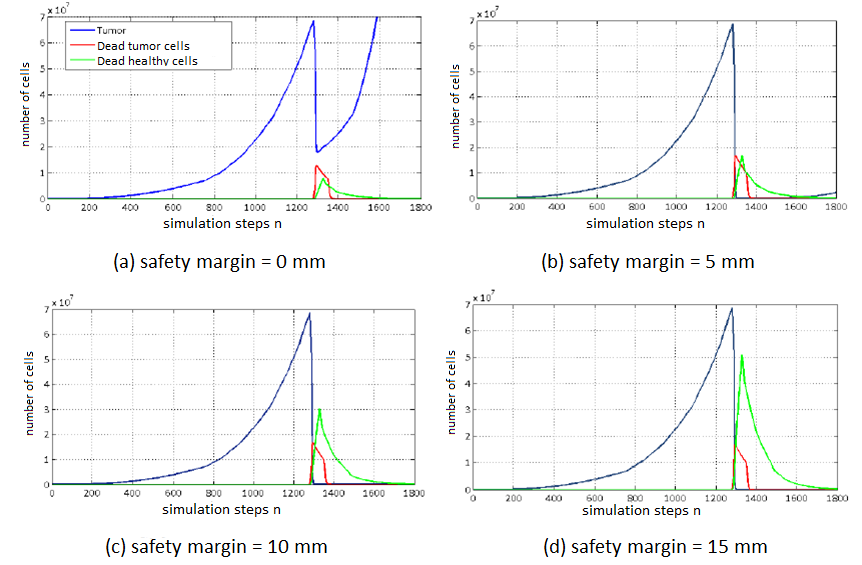 x 10^7
7
6
5
4
3
2
1
0
number of cells
Tumor
Dead tumor cells
Dead healthy cells
0 200 400 600 800 1000 1200 1400 1600 1800
simulation steps n
(a) safety margin = 0 mm
x 10^7
7
6
5
4
3
2
1
0
number of cells
0 200 400 600 800 1000 1200 1400 1600 1800
simulation steps n
(b) safety margin = 5 mm
x 10^7
7
6
5
4
3
2
1
0
number of cells
0 200 400 600 800 1000 1200 1400 1600 1800
simulation steps n
(c) safety margin = 10 mm
x 10^7
7
6
5
4
3
2
1
0
number of cells
0 200 400 600 800 1000 1200 1400 1600 1800
simulation steps n
(d) safety margin = 15 mm